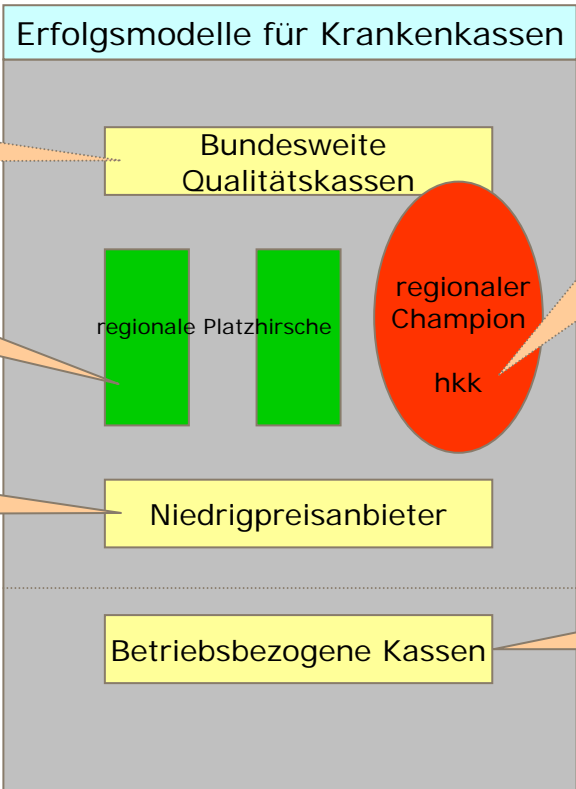 Erfolgsmodelle für Krankenkassen
Bundesweite
Qualitätskassen
regionale Platzhirsche
regionaler
Champion
hkk
Niedrigpreisanbieter
Betriebsbezogene Kassen